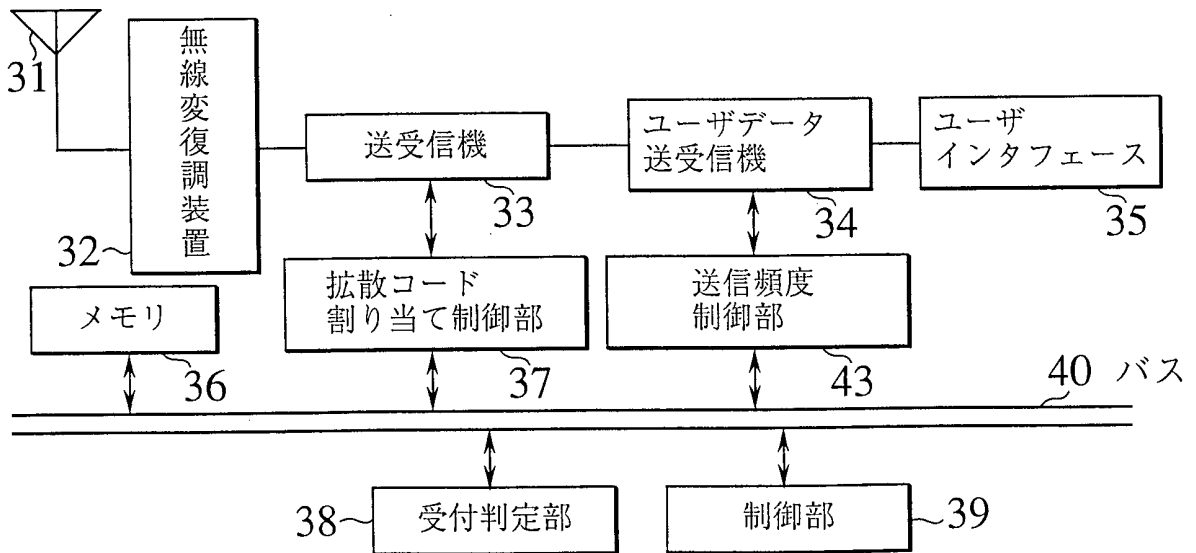 31
無線変復調装置
32
送受信機
33
ユーザデータ
送受信機
34
ユーザ
インタフェース
35
メモリ
36
拡散コード
割り当て制御部
37
送信頻度
制御部
43
40 バス
38
受付判定部
制御部
39